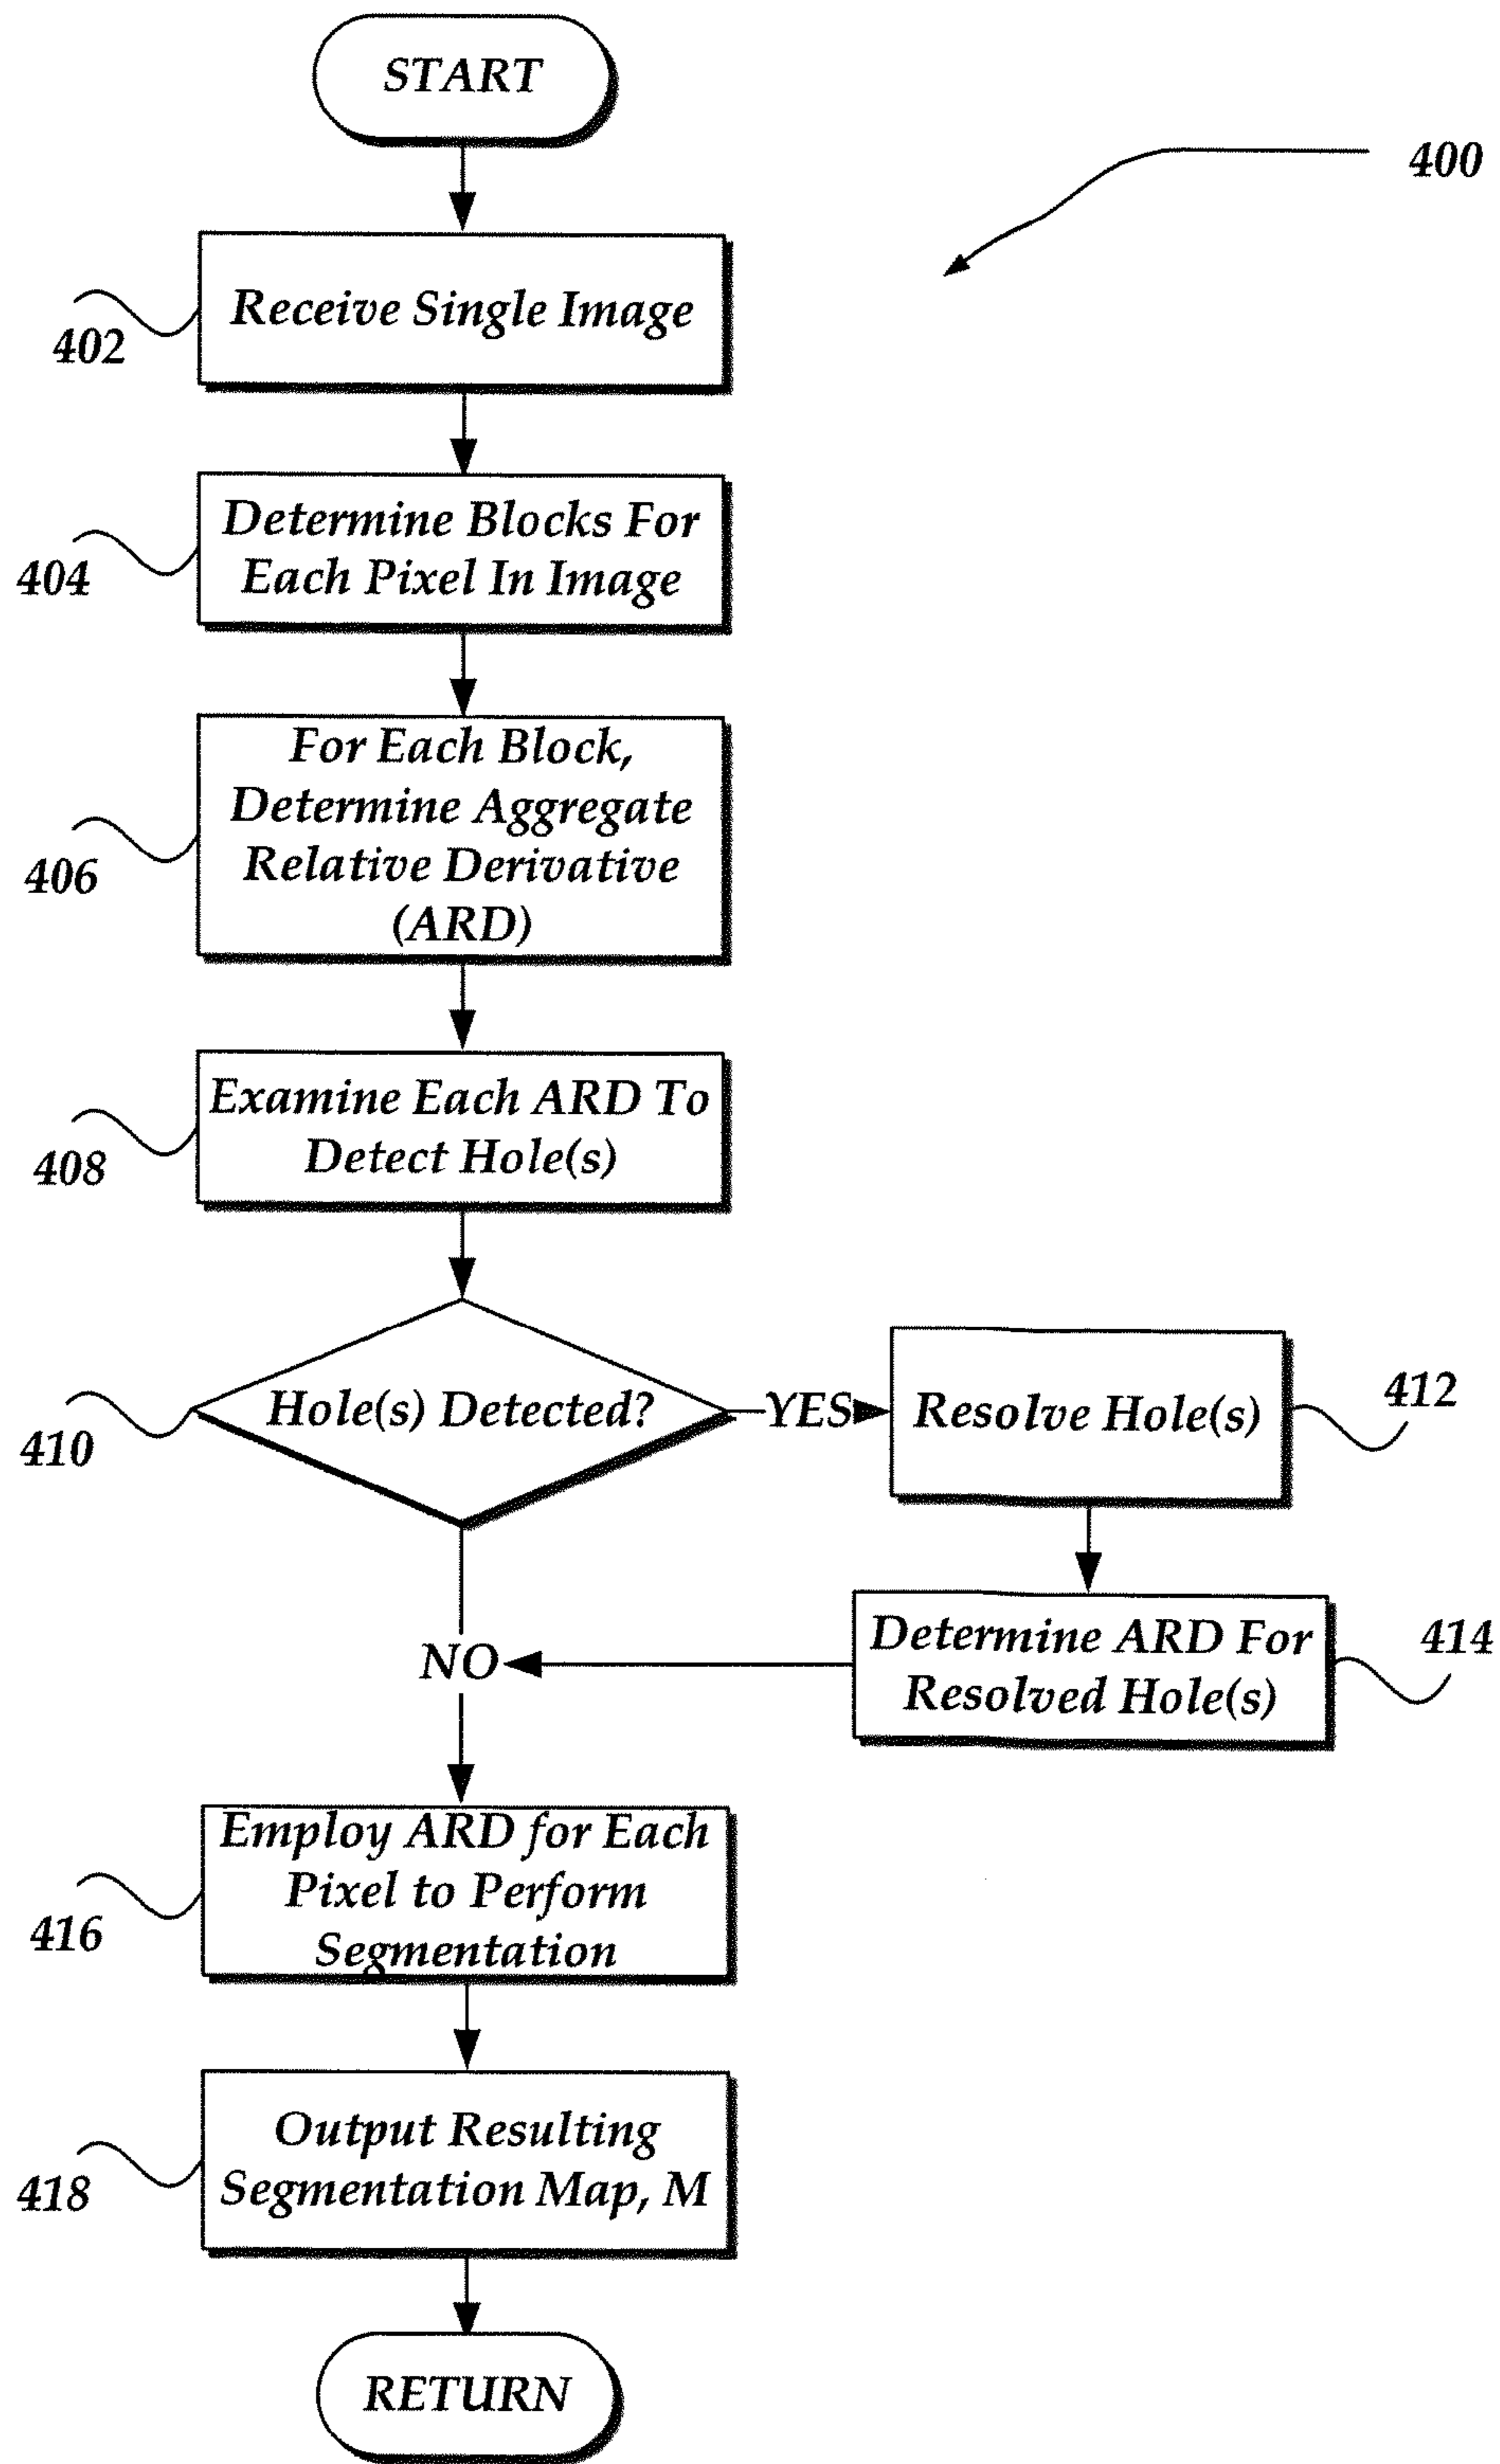 START
400
Receive Single Image
402
Determine Blocks For
Each Pixel In Image
404
For Each Block,
Determine Aggregate
Relative Derivative
(ARD)
406
Examine Each ARD To
Detect Hole(s)
408
Hole(s) Detected?
410
YES
Resolve Hole(s)
412
Determine ARD For
Resolved Hole(s)
414
NO
Employ ARD for Each
Pixel to Perform
Segmentation
416
Output Resulting
Segmentation Map, M
418
RETURN